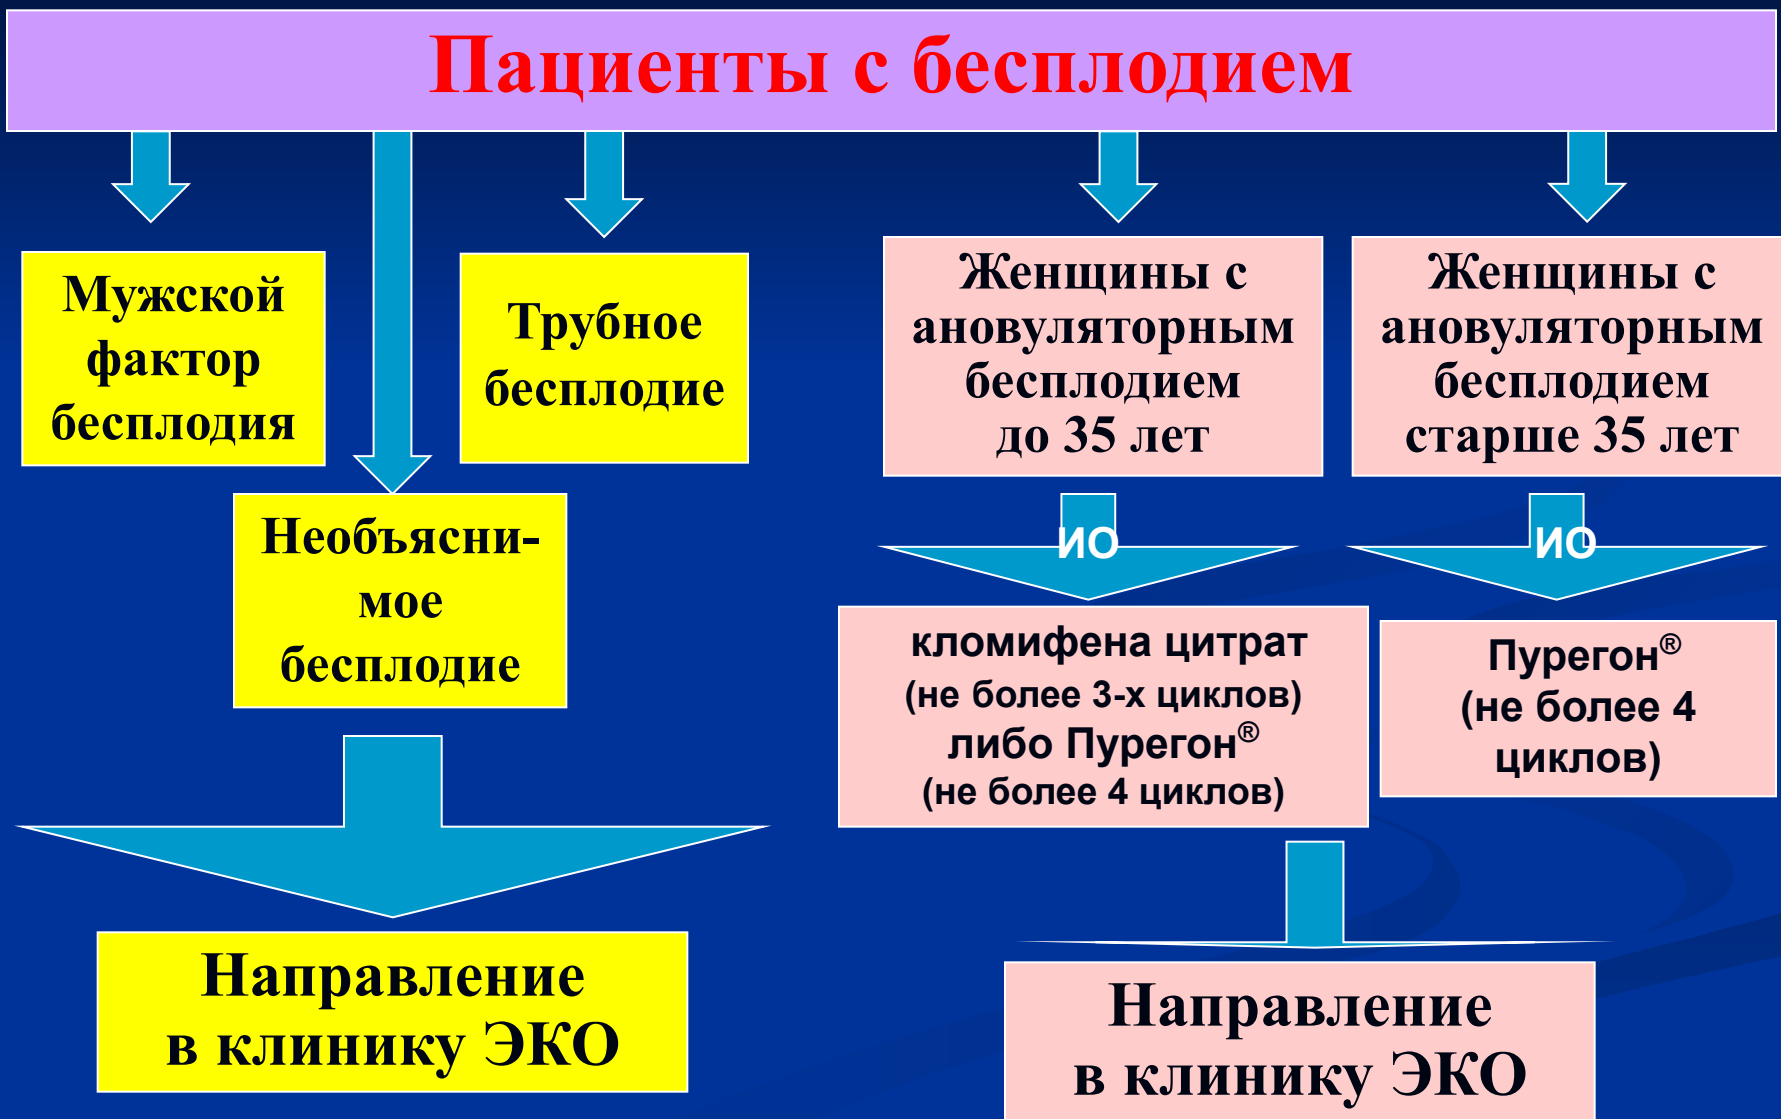 Пациенты с бесплодием
Мужской
фактор
бесплодия
Трубное
бесплодие
Необъясни-
мое
бесплодие
Направление
в клинику ЭКО
Женщины с
ановуляторным
бесплодием
до 35 лет
Женщины с
ановуляторным
бесплодием
старше 35 лет
ИО
ИО
кломифена цитрат
(не более 3-х циклов)
либо Пурегон®
(не более 4 циклов)
Пурегон®
(не более 4
циклов)
Направление
в клинику ЭКО